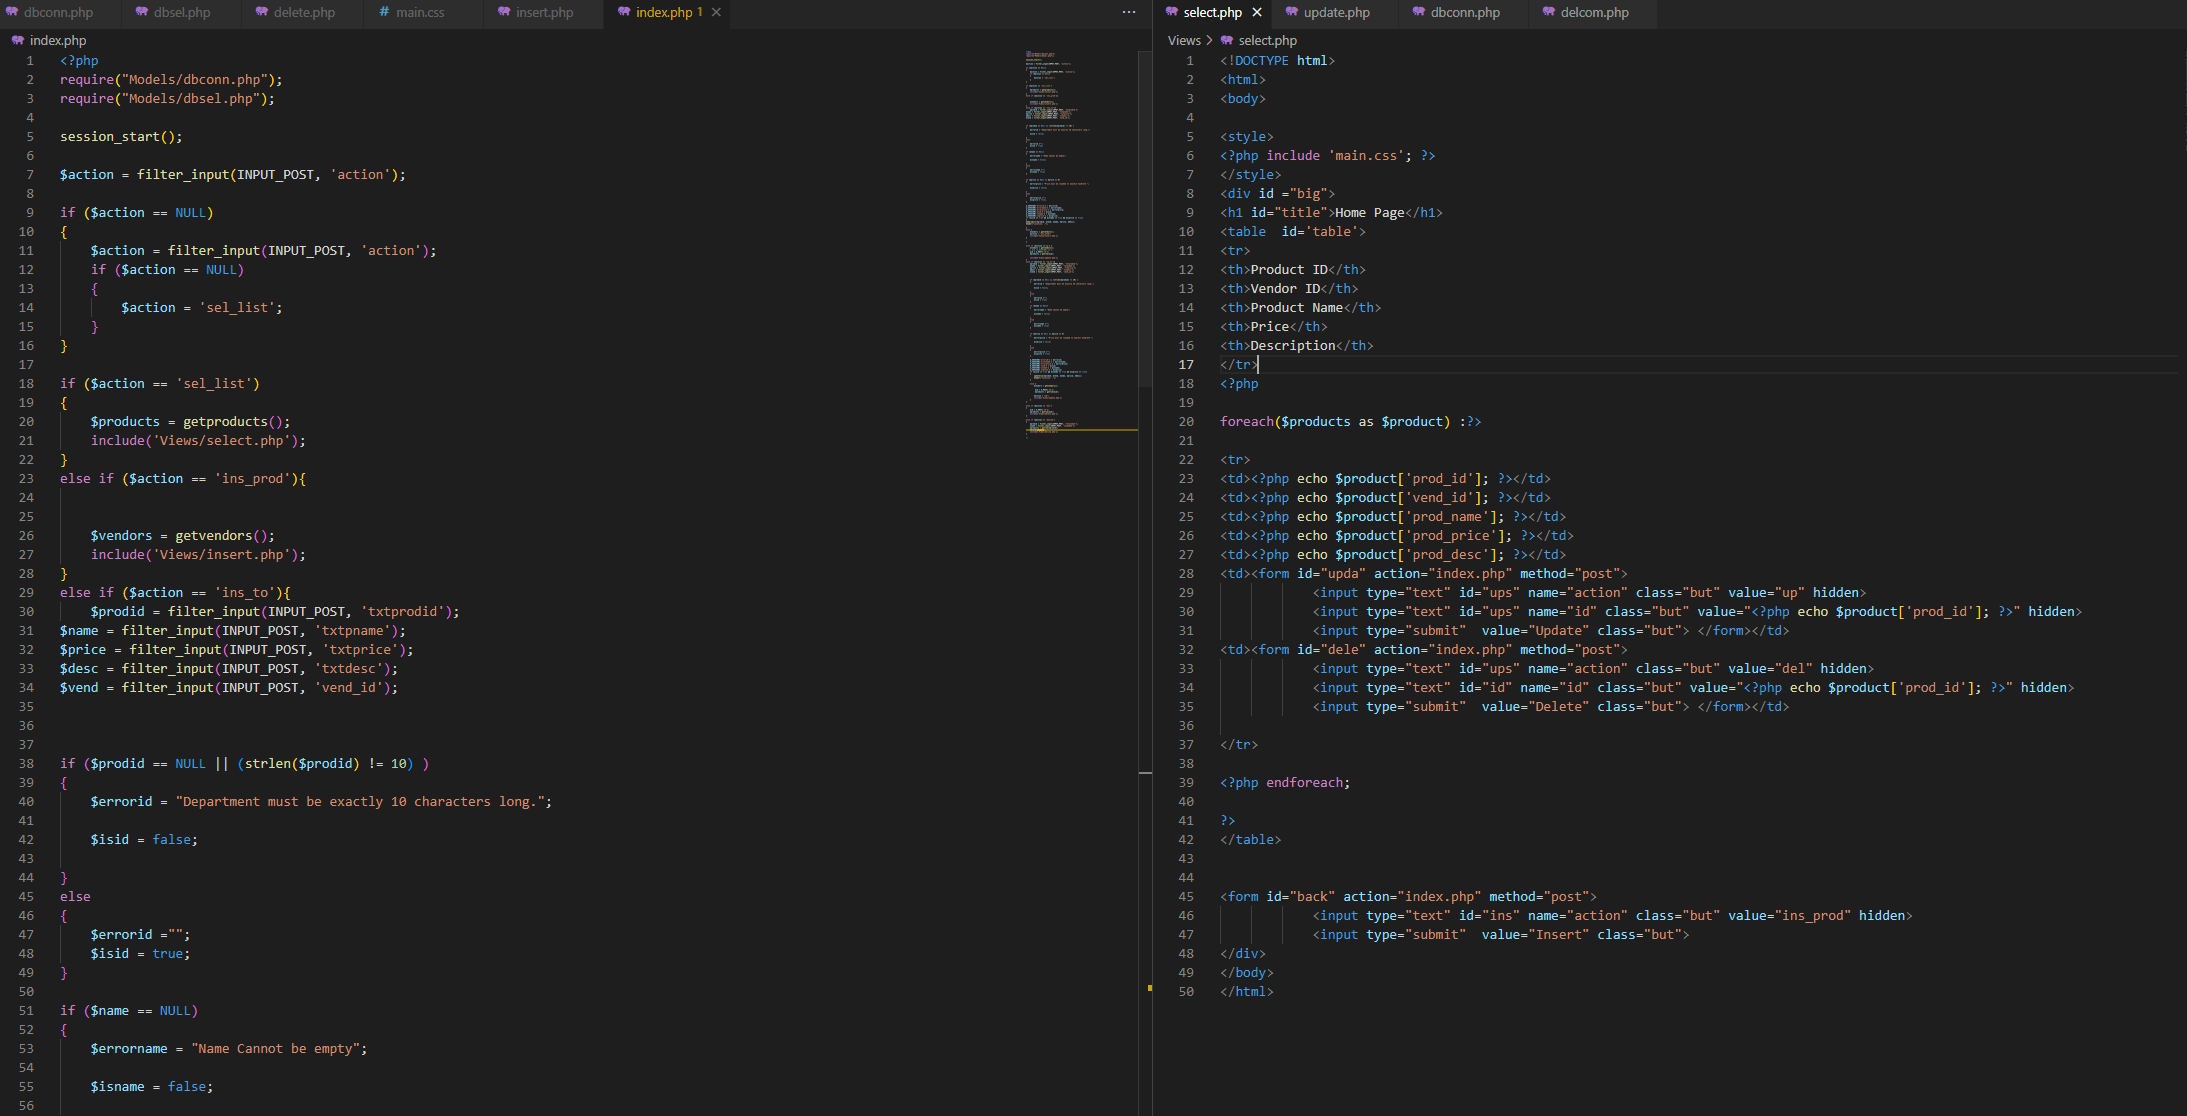 dbconn.php dbsel.php delete.php # main.css insert.php index.php 1 × ···
index.php
1 <?php
2 require("Models/dbconn.php");
3 require("Models/dbsel.php");
4
5 session_start();
6
7 $action = filter_input(INPUT_POST, 'action');
8
9 if ($action == NULL)
10 {
11     $action = filter_input(INPUT_POST, 'action');
12     if ($action == NULL)
13     {
14         $action = 'sel_list';
15     }
16 }
17
18 if ($action == 'sel_list')
19 {
20     $products = getproducts();
21     include('Views/select.php');
22 }
23 else if ($action == 'ins_prod'){
24
25
26     $vendors = getvendors();
27     include('Views/insert.php');
28 }
29 else if ($action == 'ins_to'){
30     $prodid = filter_input(INPUT_POST, 'txtprodid');
31 $name = filter_input(INPUT_POST, 'txtpname');
32 $price = filter_input(INPUT_POST, 'txtprice');
33 $desc = filter_input(INPUT_POST, 'txtdesc');
34 $vend = filter_input(INPUT_POST, 'vend_id');
35
36
37
38 if ($prodid == NULL || (strlen($prodid) != 10) )
39 {
40     $errorid = "Department must be exactly 10 characters long.";
41
42     $isid = false;
43
44 }
45 else
46 {
47     $errorid ="";
48     $isid = true;
49 }
50
51 if ($name == NULL)
52 {
53     $errorname = "Name Cannot be empty";
54
55     $isname = false;
56
select.php × update.php dbconn.php delcom.php
Views > select.php
1 <!DOCTYPE html>
2 <html>
3 <body>
4
5 <style>
6 <?php include 'main.css'; ?>
7 </style>
8 <div id ="big">
9 <h1 id="title">Home Page</h1>
10 <table  id='table'>
11 <tr>
12 <th>Product ID</th>
13 <th>Vendor ID</th>
14 <th>Product Name</th>
15 <th>Price</th>
16 <th>Description</th>
17 </tr>
18 <?php
19
20 foreach($products as $product) :?>
21
22 <tr>
23 <td><?php echo $product['prod_id']; ?></td>
24 <td><?php echo $product['vend_id']; ?></td>
25 <td><?php echo $product['prod_name']; ?></td>
26 <td><?php echo $product['prod_price']; ?></td>
27 <td><?php echo $product['prod_desc']; ?></td>
28 <td><form id="upda" action="index.php" method="post">
29             <input type="text" id="ups" name="action" class="but" value="up" hidden>
30             <input type="text" id="ups" name="id" class="but" value="<?php echo $product['prod_id']; ?>" hidden>
31             <input type="submit"  value="Update" class="but"> </form></td>
32 <td><form id="dele" action="index.php" method="post">
33             <input type="text" id="ups" name="action" class="but" value="del" hidden>
34             <input type="text" id="id" name="id" class="but" value="<?php echo $product['prod_id']; ?>" hidden>
35             <input type="submit"  value="Delete" class="but"> </form></td>
36
37 </tr>
38
39 <?php endforeach;
40
41 ?>
42 </table>
43
44
45 <form id="back" action="index.php" method="post">
46             <input type="text" id="ins" name="action" class="but" value="ins_prod" hidden>
47             <input type="submit"  value="Insert" class="but">
48 </div>
49 </body>
50 </html>